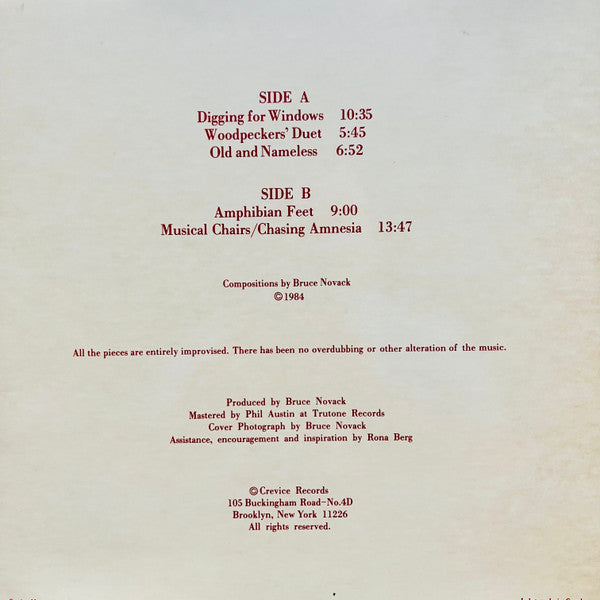 SIDE A
Digging for Windows 10:35
Woodpeckers' Duet 5:45
Old and Nameless 6:52
SIDE B
Amphibian Feet 9:00
Musical Chairs/Chasing Amnesia 13:47
Compositions by Bruce Novack
©1984
All the pieces are entirely improvised. There has been no overdubbing or other alteration of the music.
Produced by Bruce Novack
Mastered by Phil Austin at Trutone Records
Cover Photograph by Bruce Novack
Assistance, encouragement and inspiration by Rona Berg
© Crevice Records
105 Buckingham Road–No.4D
Brooklyn, New York 11226
All rights reserved.